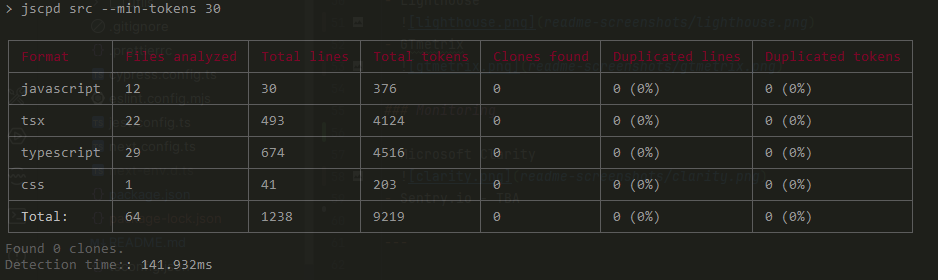 > jscpd src --min-tokens 30
Format Files analyzed Total lines Total tokens Clones found Duplicated lines Duplicated tokens
javascript 12 30 376 0 0 (0%) 0 (0%)
tsx 22 493 4124 0 0 (0%) 0 (0%)
typescript 29 674 4516 0 0 (0%) 0 (0%)
css 1 41 203 0 0 (0%) 0 (0%)
Total: 64 1238 9219 0 0 (0%) 0 (0%)
Found 0 clones.
Detection time:: 141.932ms